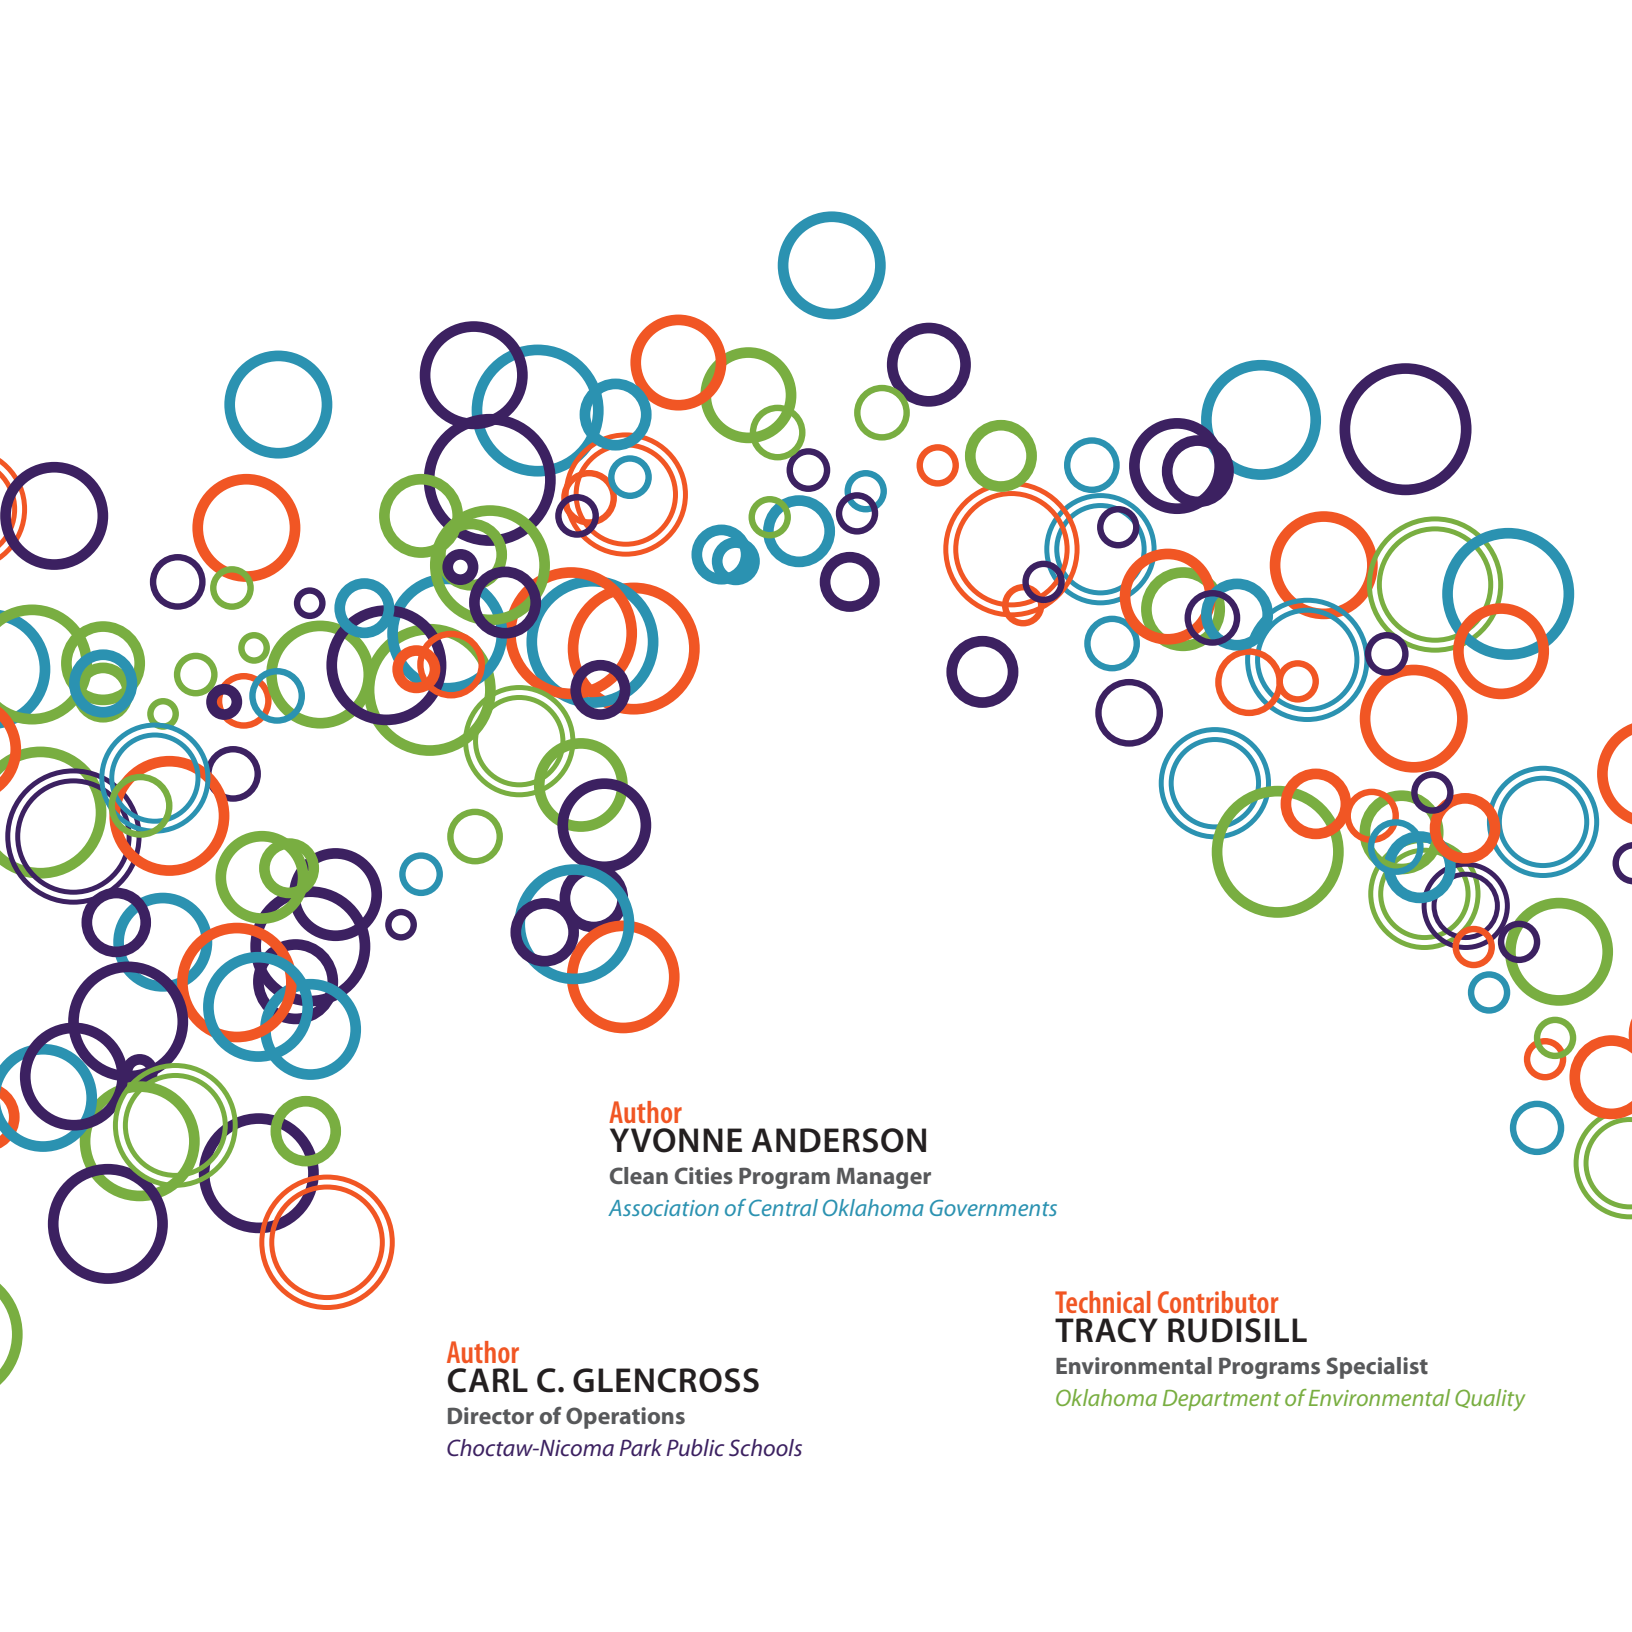 Author
YVONNE ANDERSON
Clean Cities Program Manager
Association of Central Oklahoma Governments
Technical Contributor
TRACY RUDISILL
Environmental Programs Specialist
Oklahoma Department of Environmental Quality
Author
CARL C. GLENCROSS
Director of Operations
Choctaw-Nicoma Park Public Schools